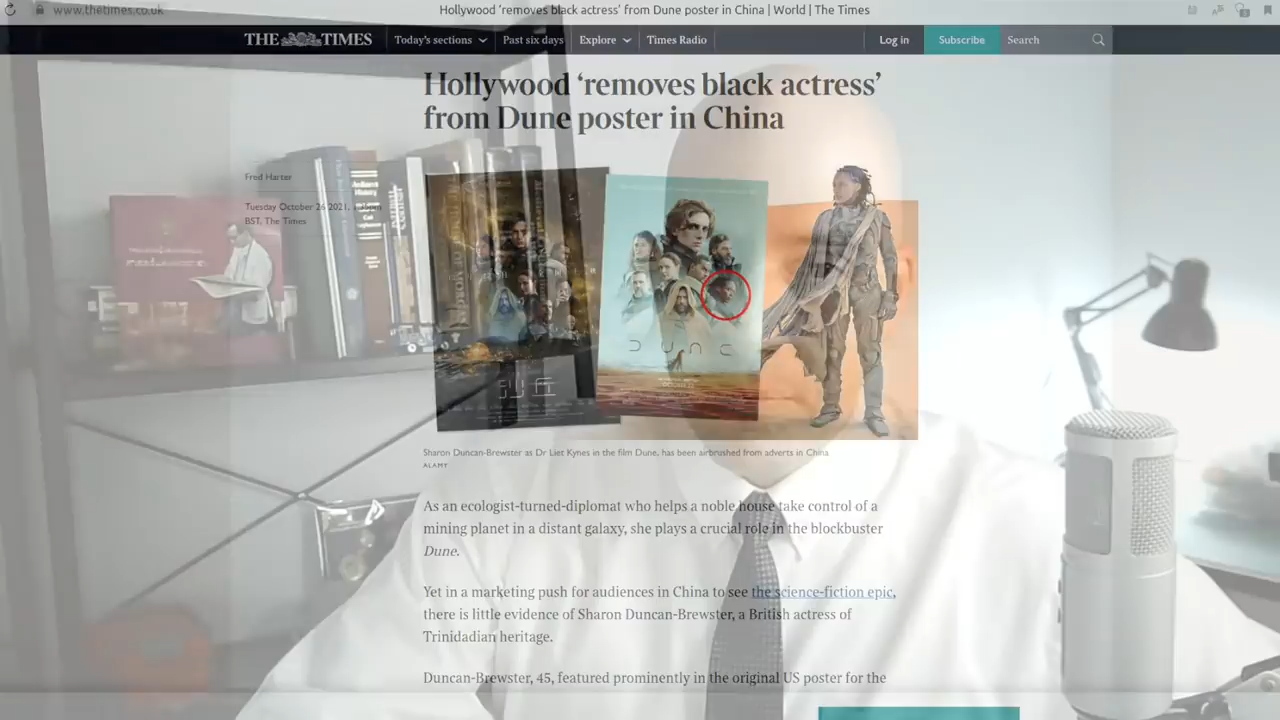 www.thetimes.co.uk
Hollywood ‘removes black actress’ from Dune poster in China | World | The Times
THE TIMES
Today's sections
Past six days
Explore
Times Radio
Log in
Subscribe
Search
Hollywood ‘removes black actress’
from Dune poster in China
Fred Harter
Tuesday October 26 2021,
BST, The Times
DUNE
Sharon Duncan-Brewster as Dr Liet Kynes in the film Dune, has been airbrushed from adverts in China
ALAMY
As an ecologist-turned-diplomat who helps a noble house take control of a
mining planet in a distant galaxy, she plays a crucial role in the blockbuster
Dune.
Yet in a marketing push for audiences in China to see the science-fiction epic,
there is little evidence of Sharon Duncan-Brewster, a British actress of
Trinidadian heritage.
Duncan-Brewster, 45, featured prominently in the original US poster for the